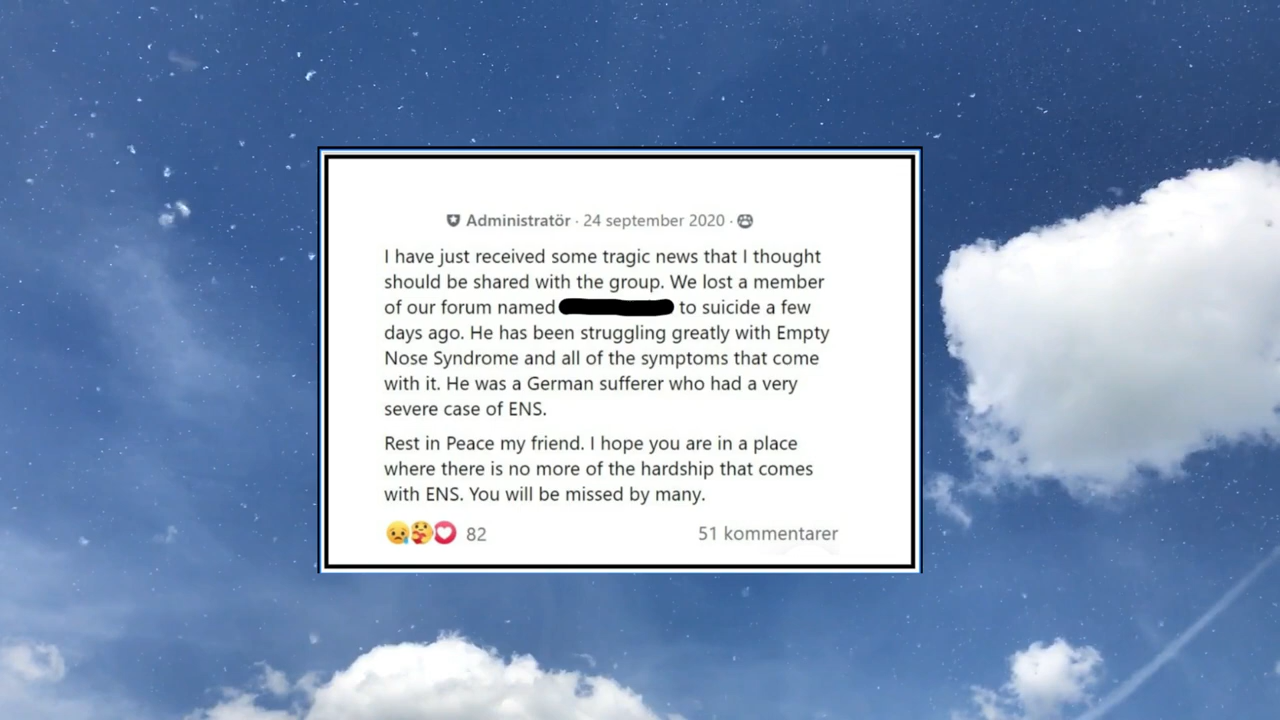 Administratör · 24 september 2020 ·
I have just received some tragic news that I thought
should be shared with the group. We lost a member
of our forum named to suicide a few
days ago. He has been struggling greatly with Empty
Nose Syndrome and all of the symptoms that come
with it. He was a German sufferer who had a very
severe case of ENS.
Rest in Peace my friend. I hope you are in a place
where there is no more of the hardship that comes
with ENS. You will be missed by many.
82 51 kommentarer